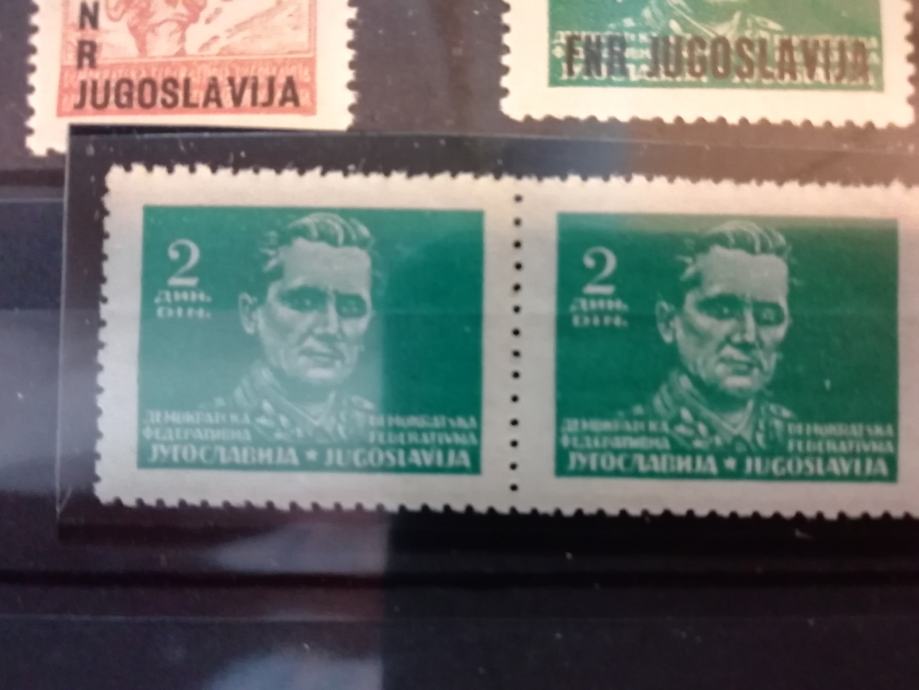 N
R
JUGOSLAVIJA
FNR JUGOSLAVIJA
2
ДИН.
DIN.
ДЕМОКРАТСКА DEMOKRATSKA
ФЕДЕРАТИВНА FEDERATIVNA
ЈУГОСЛАВИЈА ★ JUGOSLAVIJA
2
ДИН.
DIN.
ДЕМОКРАТСКА DEMOKRATSKA
ФЕДЕРАТИВНА FEDERATIVNA
ЈУГОСЛАВИЈА ★ JUGOSLAVIJA